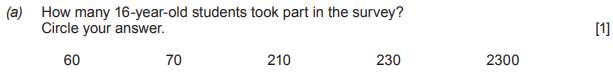 (a) How many 16-year-old students took part in the survey?
Circle your answer. [1]
60 70 210 230 2300